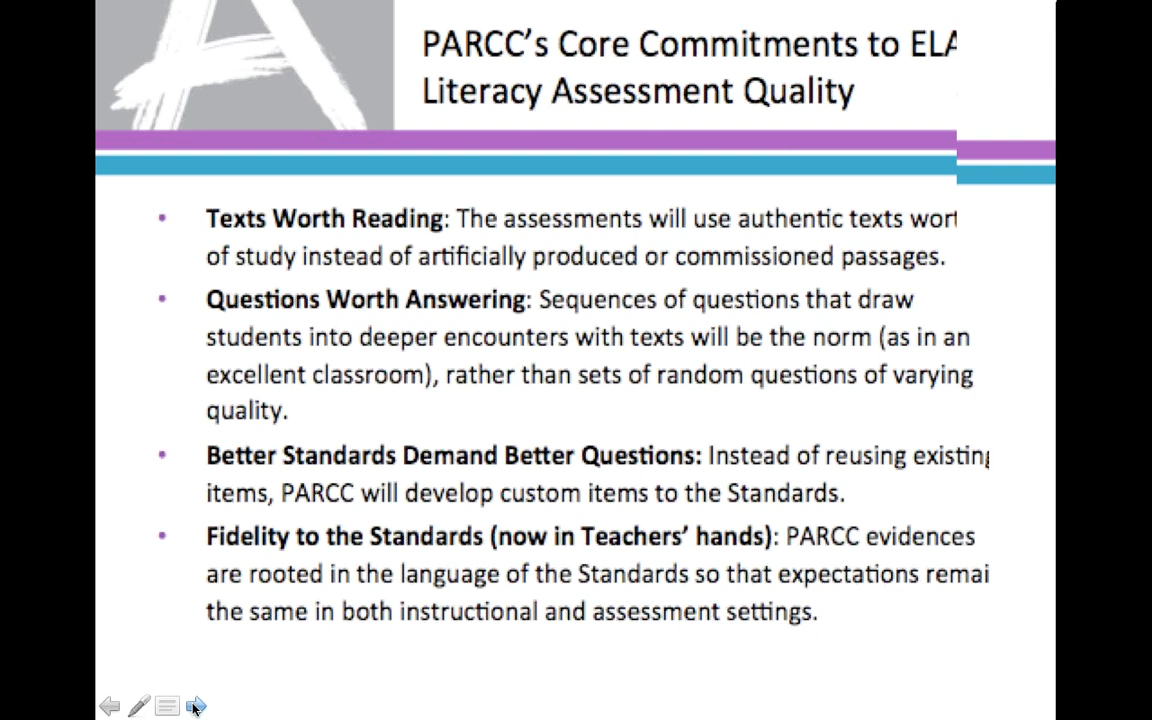 PARCC's Core Commitments to ELA
Literacy Assessment Quality
• Texts Worth Reading: The assessments will use authentic texts wort
of study instead of artificially produced or commissioned passages.
• Questions Worth Answering: Sequences of questions that draw
students into deeper encounters with texts will be the norm (as in an
excellent classroom), rather than sets of random questions of varying
quality.
• Better Standards Demand Better Questions: Instead of reusing existing
items, PARCC will develop custom items to the Standards.
• Fidelity to the Standards (now in Teachers' hands): PARCC evidences
are rooted in the language of the Standards so that expectations remai
the same in both instructional and assessment settings.